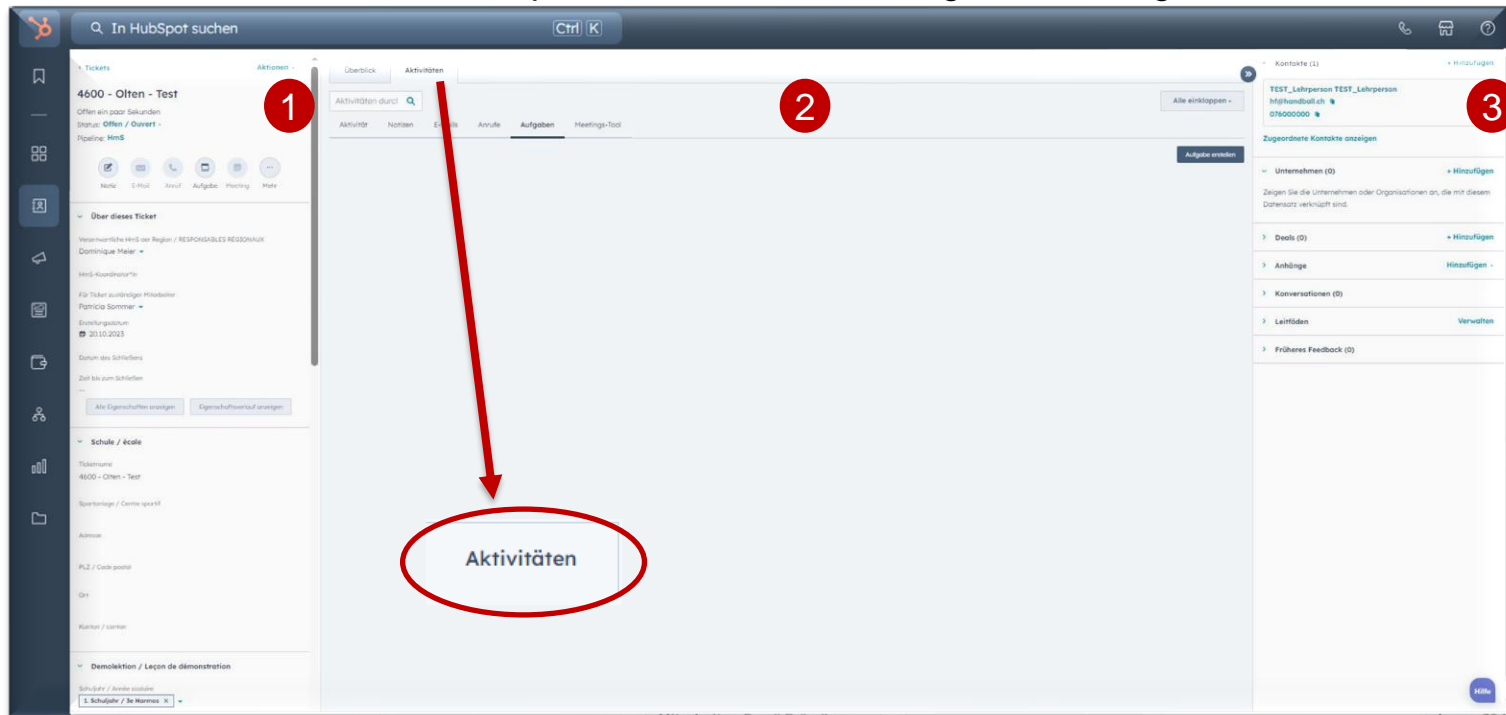 In HubSpot suchen
Ctrl K
Tickets
Aktionen
4600 - Olten - Test
Offen ein paar Sekunden
Status: Offen / Ouvert
Pipeline: HmS
Notiz E-Mail Anruf Aufgabe Meeting Mehr
Über dieses Ticket
Verantwortliche HmS der Region / RESPONSABLES RÉGIONAUX
Dominique Meier
HmS-Koordinator*in
Für Ticket zuständiger Mitarbeiter
Patricia Sommer
Erstellungsdatum
20.10.2023
Datum des Schließens
Zeit bis zum Schließen
--
Alle Eigenschaften anzeigen Eigenschaftsverlauf anzeigen
Schule / école
Ticketname
4600 - Olten - Test
Sportanlage / Centre sportif
Adresse
PLZ / Code postal
Ort
Kanton / canton
Demolektion / Leçon de démonstration
Schuljahr / Année scolaire
1. Schuljahr / 3e Harmos x
1
Überblick Aktivitäten
Aktivitäten durcl
Alle einklappen
Aktivität Notizen E-Mails Anrufe Aufgaben Meetings-Tool
Aufgabe erstellen
2
Aktivitäten
Kontakte (1)
+ Hinzufügen
TEST_Lehrperson TEST_Lehrperson
hf@handball.ch
076000000
3
Zugeordnete Kontakte anzeigen
Unternehmen (0)
+ Hinzufügen
Zeigen Sie die Unternehmen oder Organisationen an, die mit diesem
Datensatz verknüpft sind.
Deals (0)
+ Hinzufügen
Anhänge
Hinzufügen
Konversationen (0)
Leitfäden
Verwalten
Früheres Feedback (0)
Hilfe